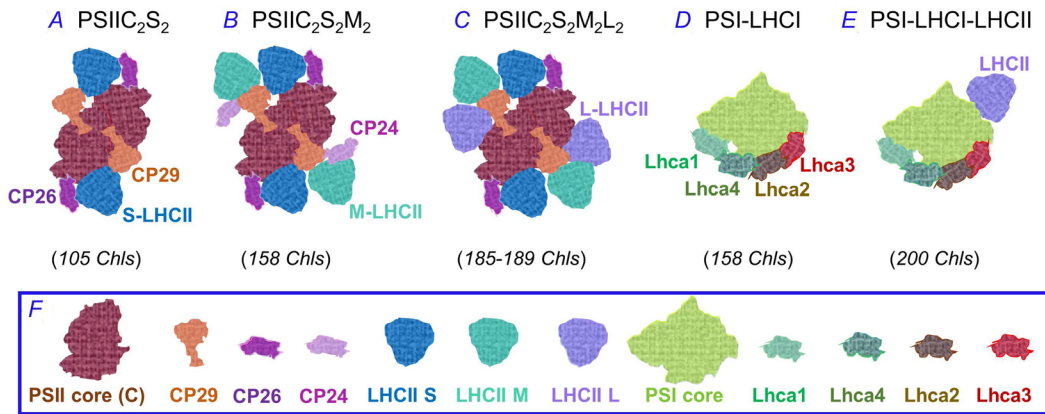 A PSIIC₂S₂
B PSIIC₂S₂M₂
C PSIIC₂S₂M₂L₂
D PSI-LHCI
E PSI-LHCI-LHCII
LHCII
L-LHCII
CP24
CP29
CP26
S-LHCII
M-LHCII
Lhca1
Lhca4
Lhca2
Lhca3
(105 Chls)
(158 Chls)
(185-189 Chls)
(158 Chls)
(200 Chls)
F
PSII core (C)
CP29
CP26
CP24
LHCII S
LHCII M
LHCII L
PSI core
Lhca1
Lhca4
Lhca2
Lhca3